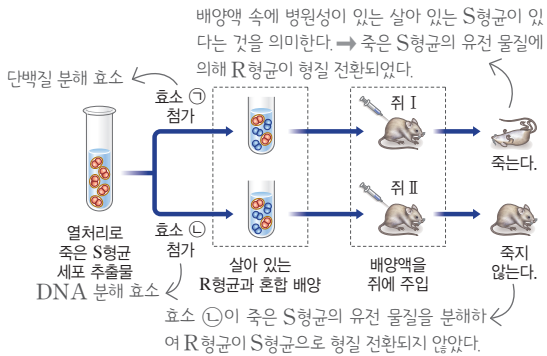 배양액 속에 병원성이 있는 살아 있는 S형균이 있
다는 것을 의미한다. ➡ 죽은 S형균의 유전 물질에
의해 R형균이 형질 전환되었다.
단백질 분해 효소
효소 ㉠
첨가
쥐 Ⅰ
죽는다.
쥐 Ⅱ
열처리로
죽은 S형균
세포 추출물
효소 ㉡
첨가
살아 있는
R형균과 혼합 배양
배양액을
쥐에 주입
죽지
않는다.
DNA 분해 효소
효소 ㉡이 죽은 S형균의 유전 물질을 분해하
여 R형균이 S형균으로 형질 전환되지 않았다.